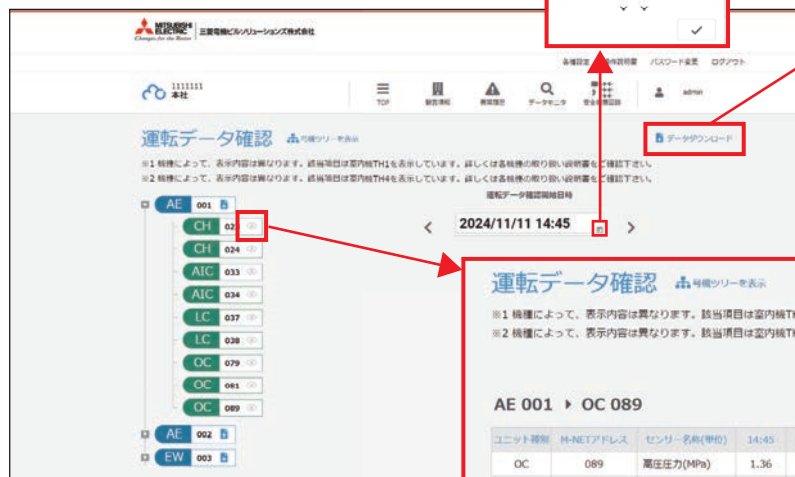 MITSUBISHI
ELECTRIC
Changes for the Better
三菱電機ビルソリューションズ株式会社
各種設定 操作説明書 パスワード変更 ログアウト
1111111
本社
TOP
データモニタ
admin
運転データ確認 号機ツリーを表示
データダウンロード
※1 機種によって、表示内容は異なります。該当項目は室内機TH1を表示しています。詳しくは各機種の取り扱い説明書をご確認下さい。
※2 機種によって、表示内容は異なります。該当項目は室内機TH4を表示しています。詳しくは各機種の取り扱い説明書をご確認下さい。
運転データ確認開始日時
2024/11/11 14:45
AE 001
CH 02
CH 024
AIC 033
AIC 034
LC 037
LC 038
OC 079
OC 081
OC 089
AE 002
EW 003
運転データ確認 号機ツリーを表示
※1 機種によって、表示内容は異なります。該当項目は室内機TH
※2 機種によって、表示内容は異なります。該当項目は室内機TH
AE 001 ▸ OC 089
ユニット種別 M-NETアドレス センサー名称(単位) 14:45
OC 089 高圧圧力(MPa) 1.36